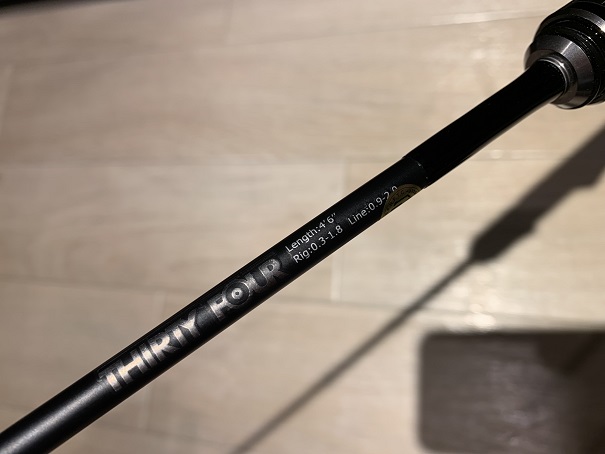 THIRTY FOUR
Length:4'6"
Rig:0.3-1.8 Line:0.9-2.0